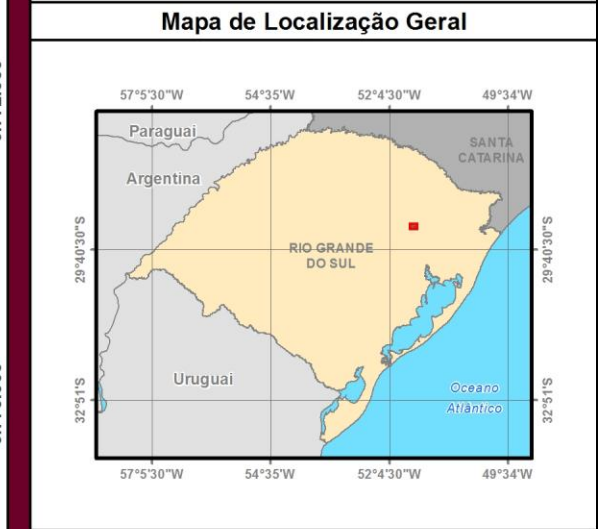 Mapa de Localização Geral
57°5'30"W 54°35'W 52°4'30"W 49°34'W
Paraguai
SANTA
CATARINA
Argentina
29°40'30"S
RIO GRANDE
DO SUL
29°40'30"S
Uruguai
32°51'S
Oceano
Atlântico
32°51'S
57°5'30"W 54°35'W 52°4'30"W 49°34'W